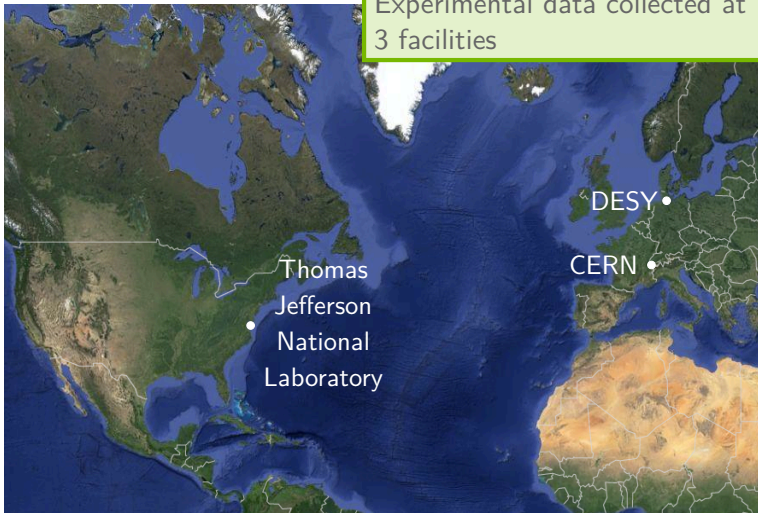 Experimental data collected at
3 facilities
DESY
CERN
Thomas
Jefferson
National
Laboratory